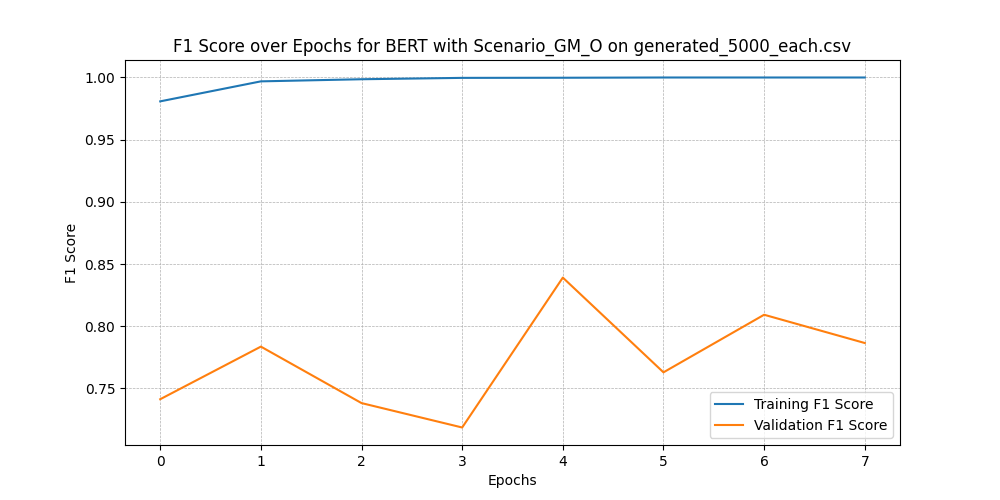 F1 Score over Epochs for BERT with Scenario_GM_O on generated_5000_each.csv
1.00
0.95
0.90
0.85
0.80
0.75
F1 Score
Training F1 Score
Validation F1 Score
0 1 2 3 4 5 6 7
Epochs